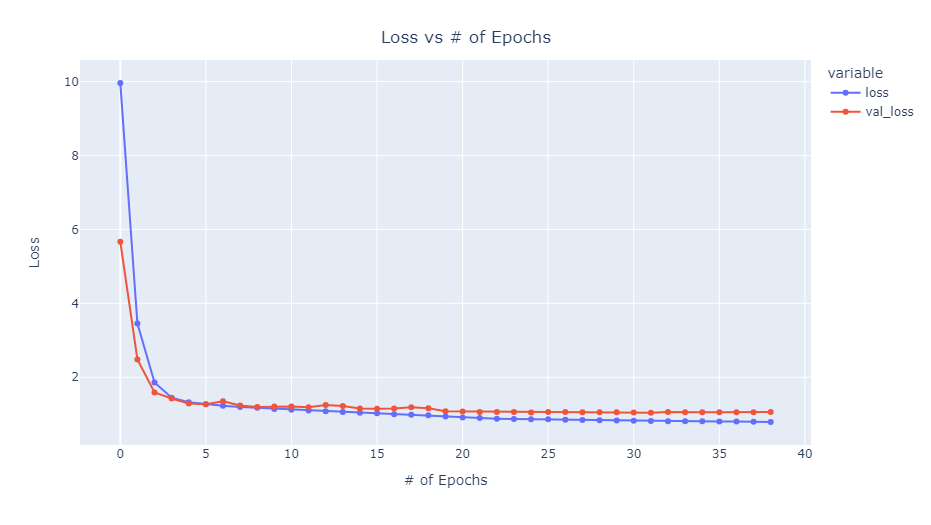 Loss vs # of Epochs
variable
loss
val_loss
Loss
10
8
6
4
2
0 5 10 15 20 25 30 35 40
# of Epochs